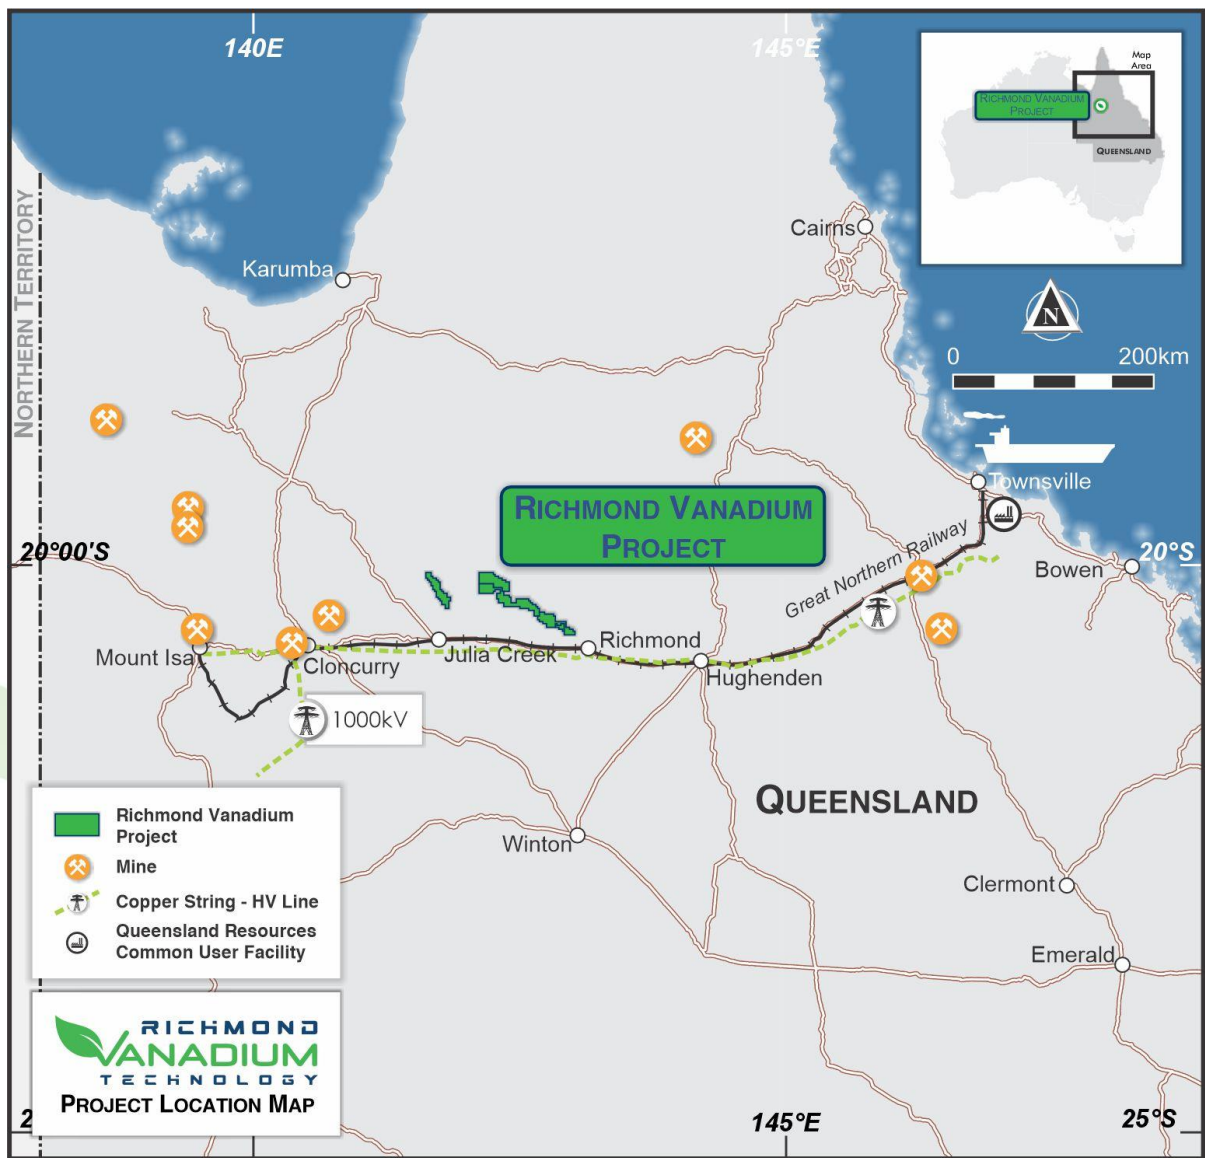 140E
145°E
Map
Area
RICHMOND VANADIUM
PROJECT
QUEENSLAND
NORTHERN TERRITORY
Cairns
Karumba
N
0 200km
Townsville
RICHMOND VANADIUM
PROJECT
Great Northern Railway
20°00'S
20°S
Bowen
Mount Isa
Cloncurry
Julia Creek
Richmond
Hughenden
1000kV
QUEENSLAND
Richmond Vanadium
Project
Mine
Copper String - HV Line
Queensland Resources
Common User Facility
Winton
Clermont
Emerald
RICHMOND
VANADIUM
TECHNOLOGY
PROJECT LOCATION MAP
2
145°E
25°S